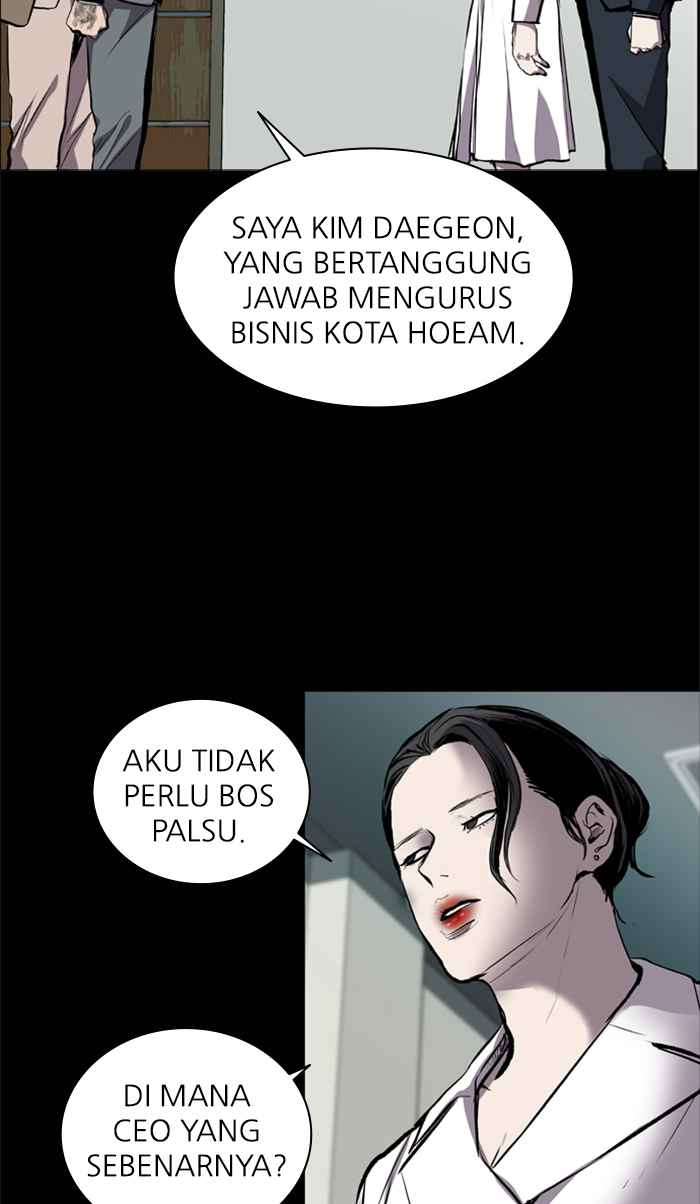 SAYA KIM DAEGEON,
YANG BERTANGGUNG
JAWAB MENGURUS
BISNIS KOTA HOEAM.
AKU TIDAK
PERLU BOS
PALSU.
DI MANA
CEO YANG
SEBENARNYA?